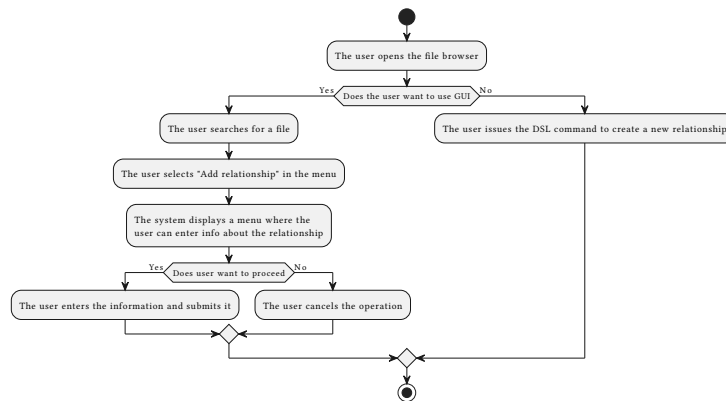 The user opens the file browser
Yes
Does the user want to use GUI
No
The user searches for a file
The user issues the DSL command to create a new relationship
The user selects "Add relationship" in the menu
The system displays a menu where the
user can enter info about the relationship
Yes
Does user want to proceed
No
The user enters the information and submits it
The user cancels the operation